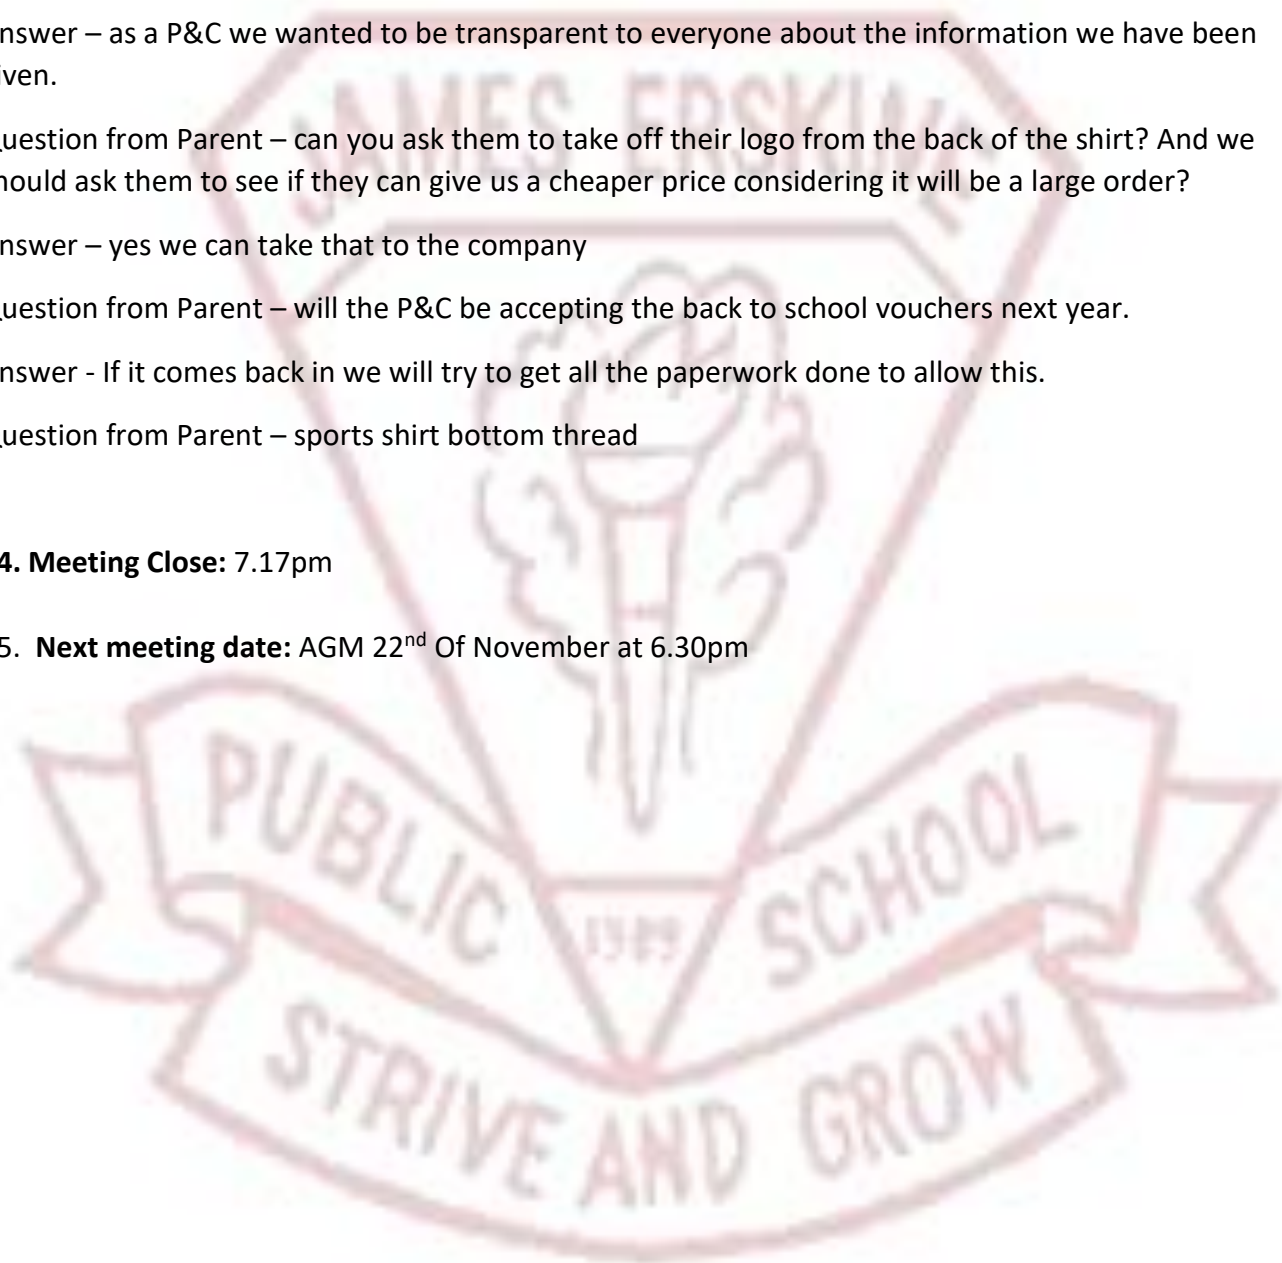 nswer – as a P&C we wanted to be transparent to everyone about the information we have been
iven.
uestion from Parent – can you ask them to take off their logo from the back of the shirt? And we
hould ask them to see if they can give us a cheaper price considering it will be a large order?
nswer – yes we can take that to the company
uestion from Parent – will the P&C be accepting the back to school vouchers next year.
nswer - If it comes back in we will try to get all the paperwork done to allow this.
uestion from Parent – sports shirt bottom thread
4. Meeting Close: 7.17pm
5. Next meeting date: AGM 22nd Of November at 6.30pm
JAMES ERSKINE
PUBLIC SCHOOL
1989
STRIVE AND GROW